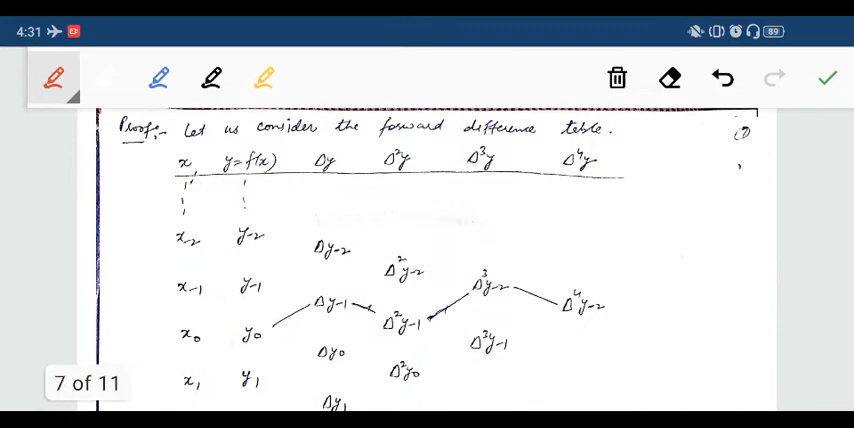 4:31
89
Proof:- Let us consider the forward difference table.
x y=f(x) Δy Δ²y Δ³y Δ⁴y
x-2 y-2
Δy-2
Δ²y-2
x-1 y-1 Δ³y-2
Δy-1 Δ⁴y-2
Δ²y-1
x0 y0 Δ³y-1
Δy0
Δ²y0
x1 y1
Δy1
7 of 11